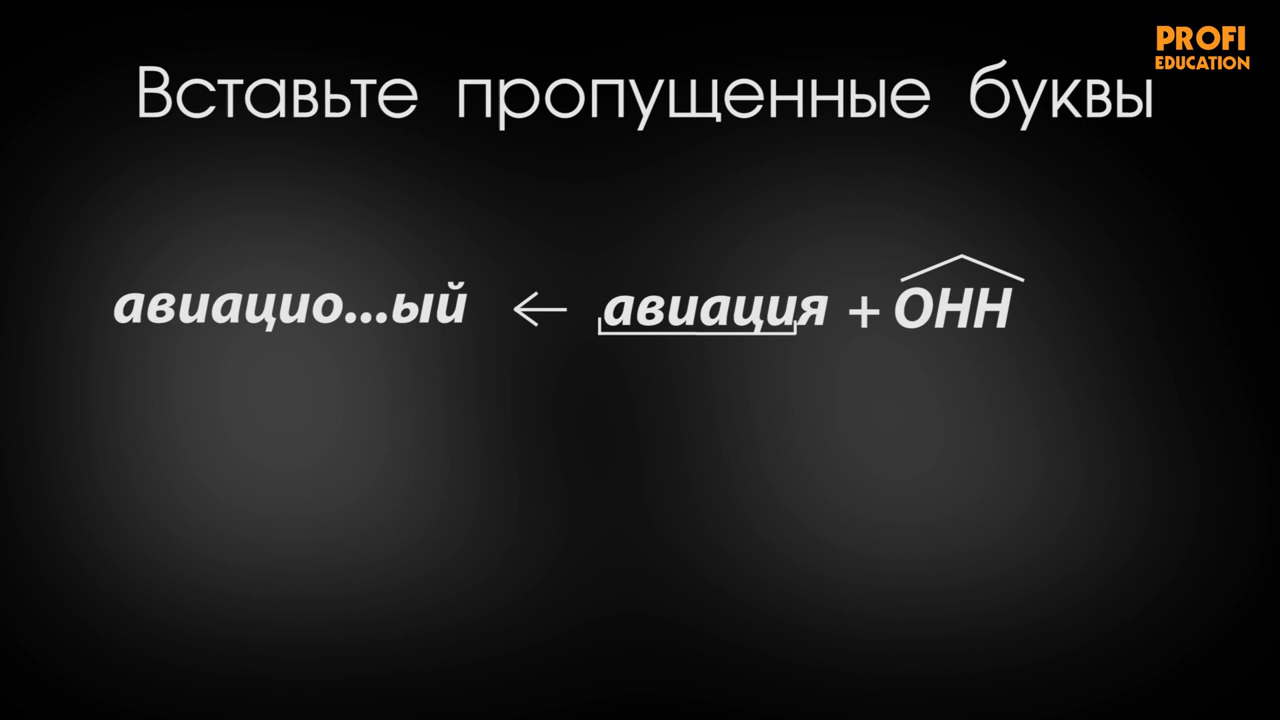 PROFI
EDUCATION
Вставьте пропущенные буквы
авиацио...ый ← авиация + ОНН